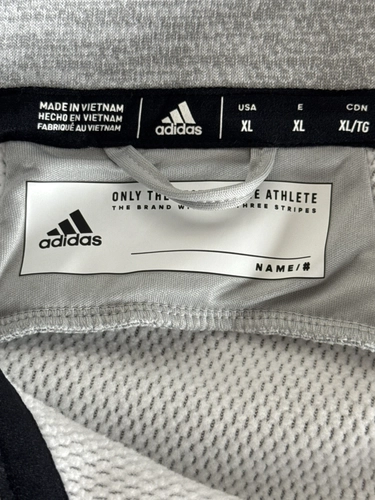 MADE IN VIETNAM
HECHO EN VIETNAM
FABRIQUÉ AU VIETNAM
adidas
USA
XL
E
XL
CDN
XL/TG
ONLY THE ATHLETE
THE BRAND THREE STRIPES
adidas
NAME/#